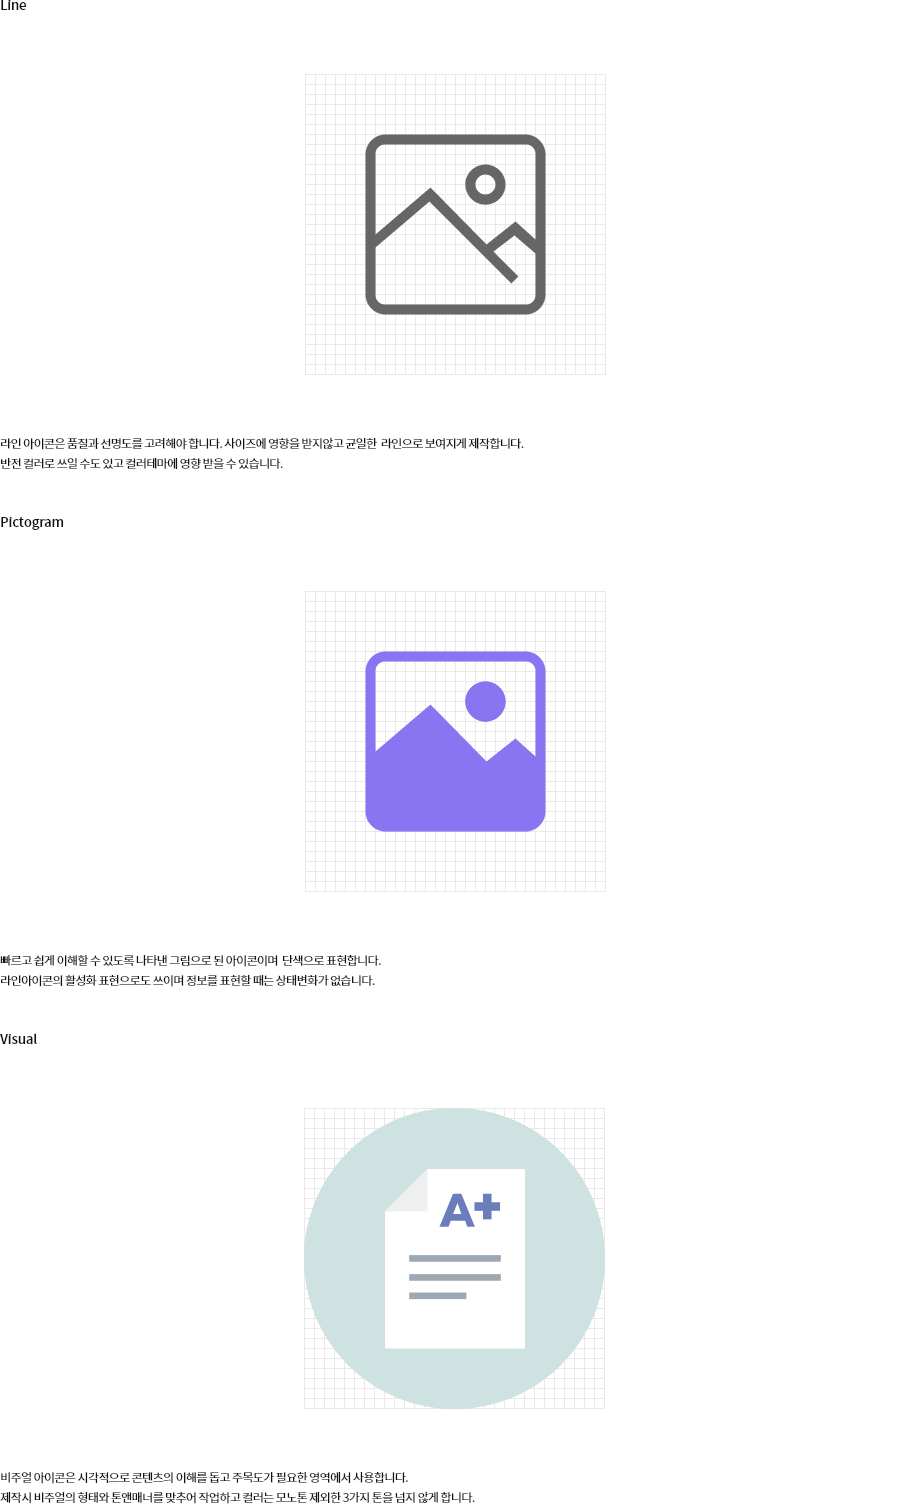 Line
라인 아이콘은 품질과 선명도를 고려해야 합니다. 사이즈에 영향을 받지않고 균일한 라인으로 보여지게 제작합니다.
반전 컬러로 쓰일 수도 있고 컬러테마에 영향 받을 수 있습니다.
Pictogram
빠르고 쉽게 이해할 수 있도록 나타낸 그림으로 된 아이콘이며 단색으로 표현합니다.
라인아이콘의 활성화 표현으로도 쓰이며 정보를 표현할 때는 상태변화가 없습니다.
Visual
A+
비주얼 아이콘은 시각적으로 콘텐츠의 이해를 돕고 주목도가 필요한 영역에서 사용합니다.
제작시 비주얼의 형태와 톤앤매너를 맞추어 작업하고 컬러는 모노톤 제외한 3가지 톤을 넘지 않게 합니다.